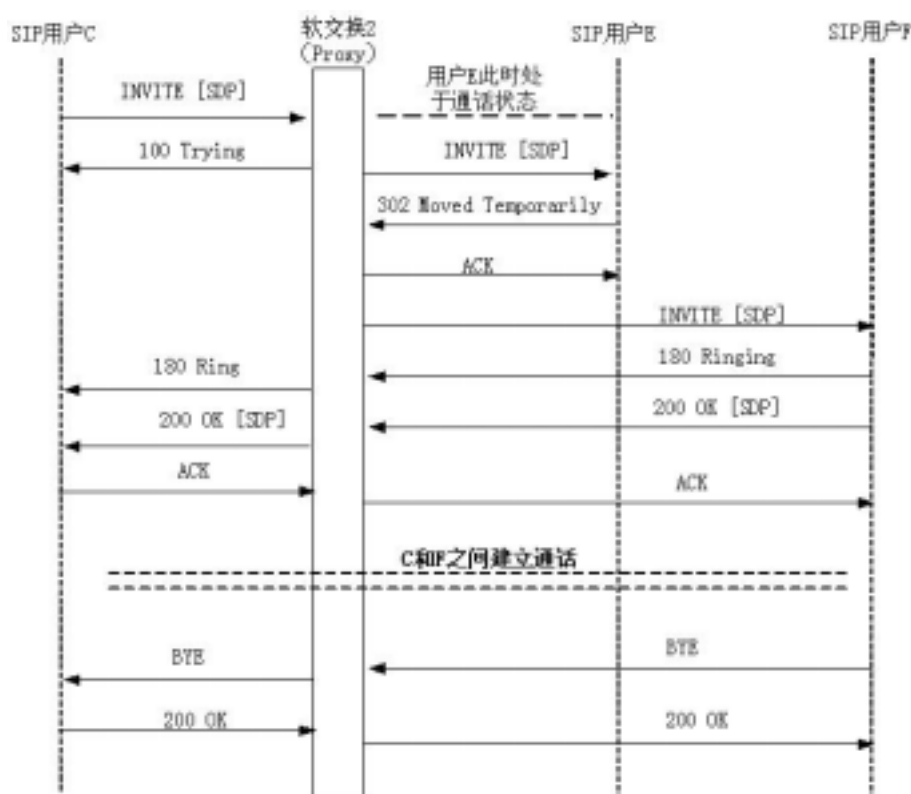 SIP用户C
软交换2
(Proxy)
SIP用户E
SIP用户F
用户E此时处
于通话状态
INVITE [SDP]
100 Trying
INVITE [SDP]
302 Moved Temporarily
ACK
INVITE [SDP]
180 Ring
180 Ringing
200 OK [SDP]
200 OK [SDP]
ACK
ACK
C和F之间建立通话
BYE
BYE
200 OK
200 OK